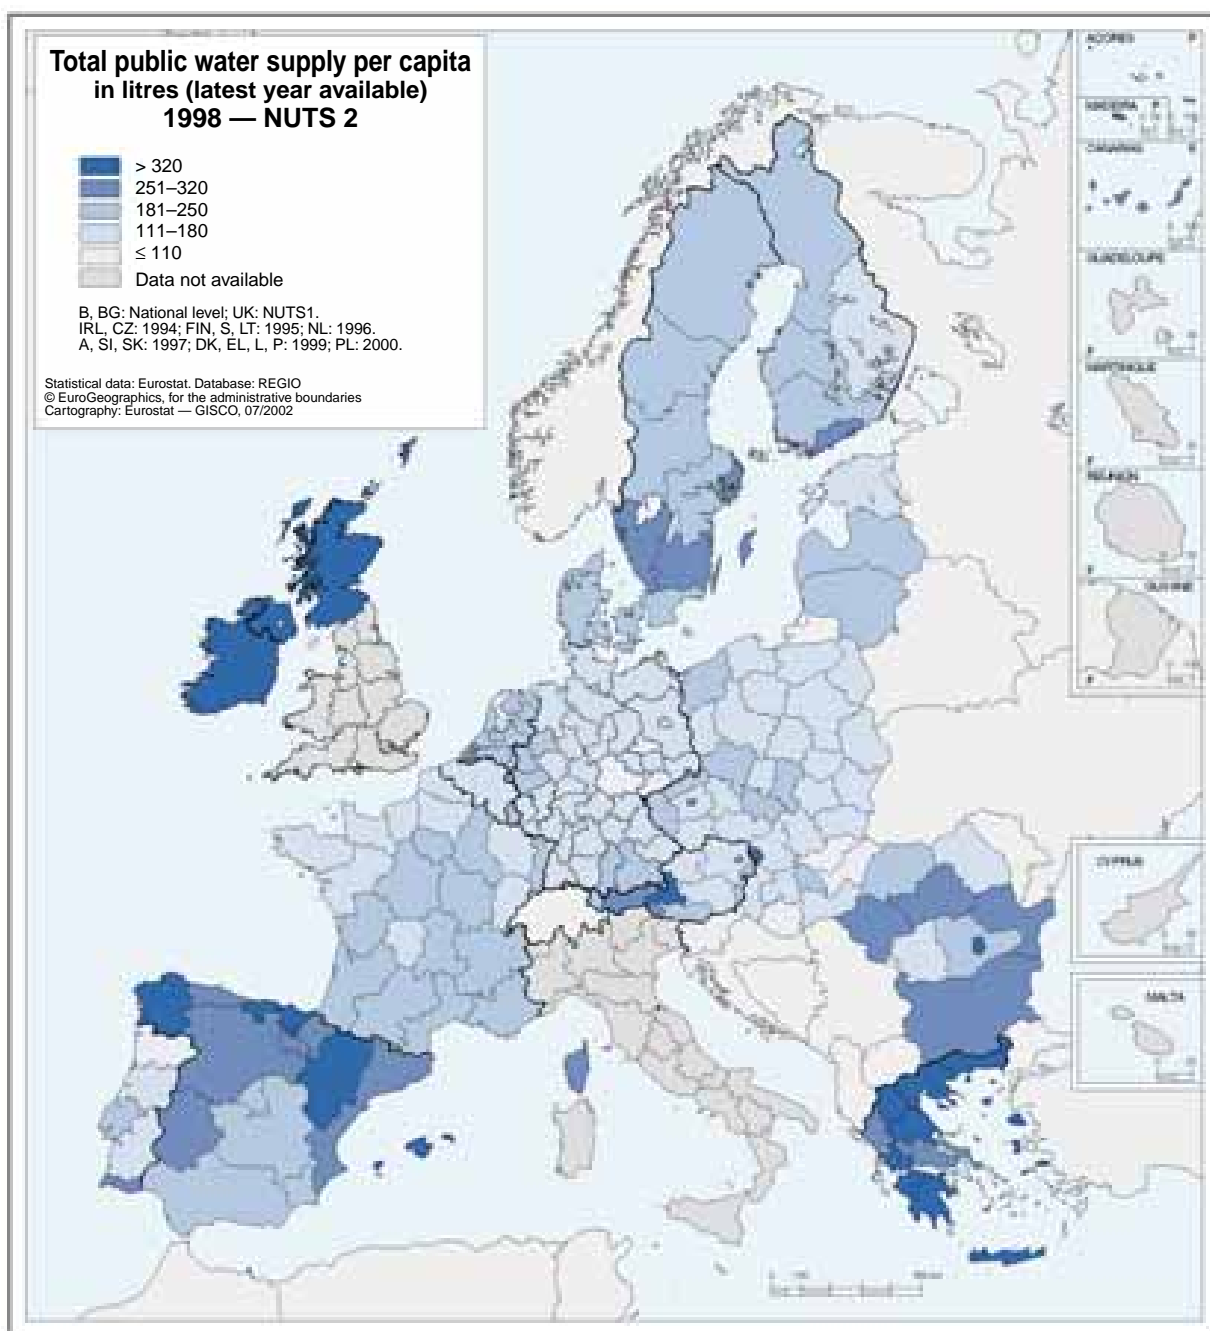 Total public water supply per capita
in litres (latest year available)
1998 — NUTS 2
> 320
251–320
181–250
111–180
≤ 110
Data not available
B, BG: National level; UK: NUTS1.
IRL, CZ: 1994; FIN, S, LT: 1995; NL: 1996.
A, SI, SK: 1997; DK, EL, L, P: 1999; PL: 2000.
Statistical data: Eurostat. Database: REGIO
© EuroGeographics, for the administrative boundaries
Cartography: Eurostat — GISCO, 07/2002
AÇORES
MADEIRA
CANARIAS
GUADELOUPE
MARTINIQUE
RÉUNION
GUYANE
CYPRUS
MALTA